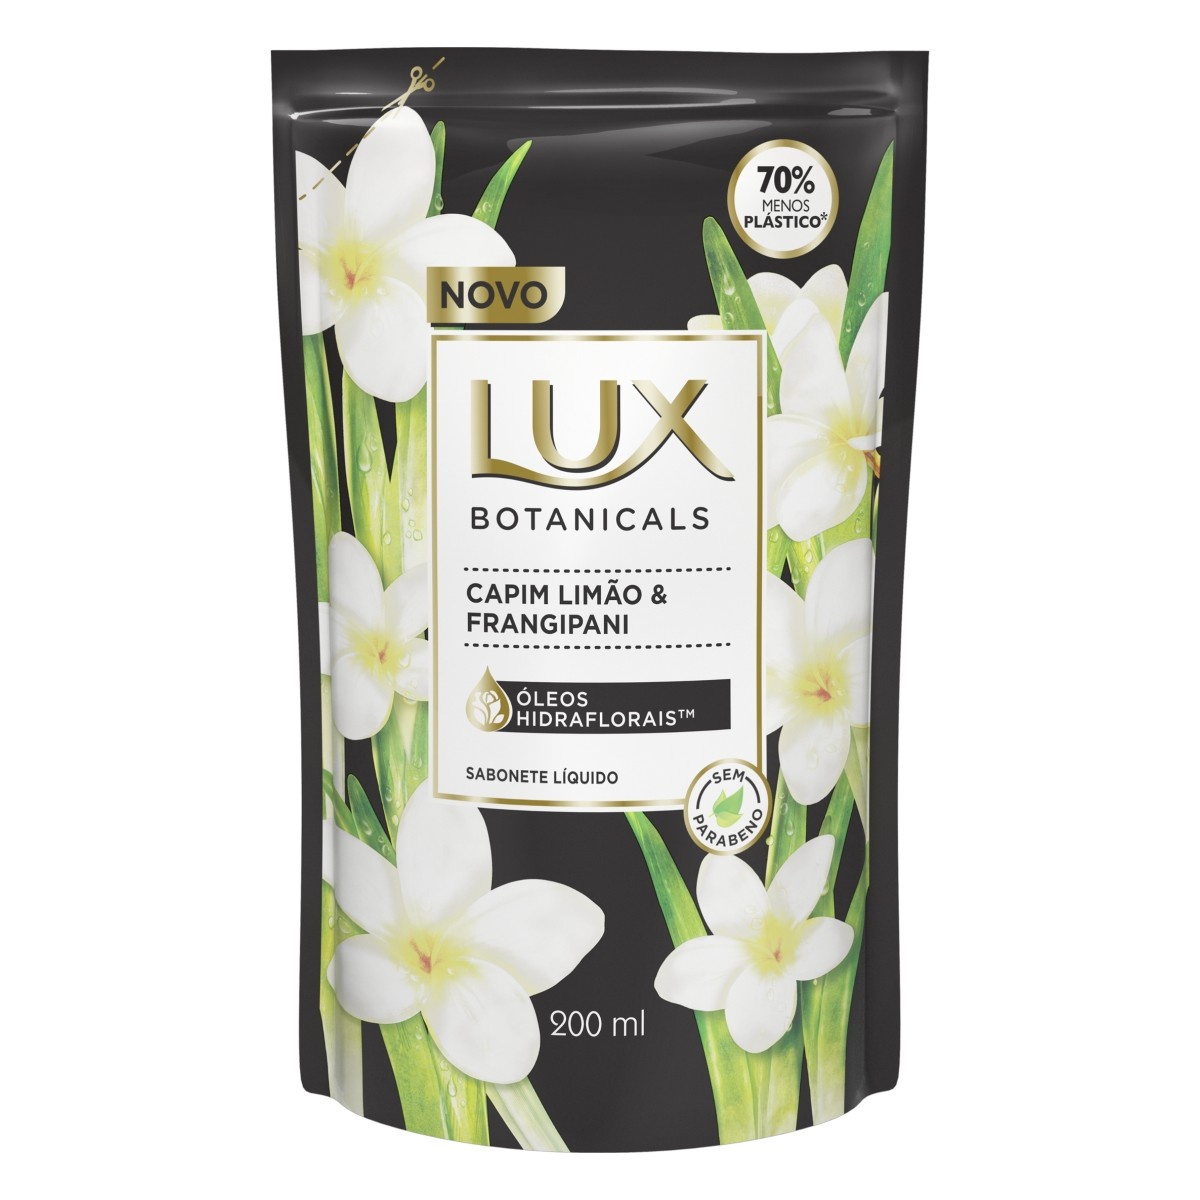 70%
MENOS
PLÁSTICO*
NOVO
LUX
BOTANICALS
CAPIM LIMÃO &
FRANGIPANI
ÓLEOS
HIDRAFLORAIS™
SABONETE LÍQUIDO
SEM
PARABENO
200 ml